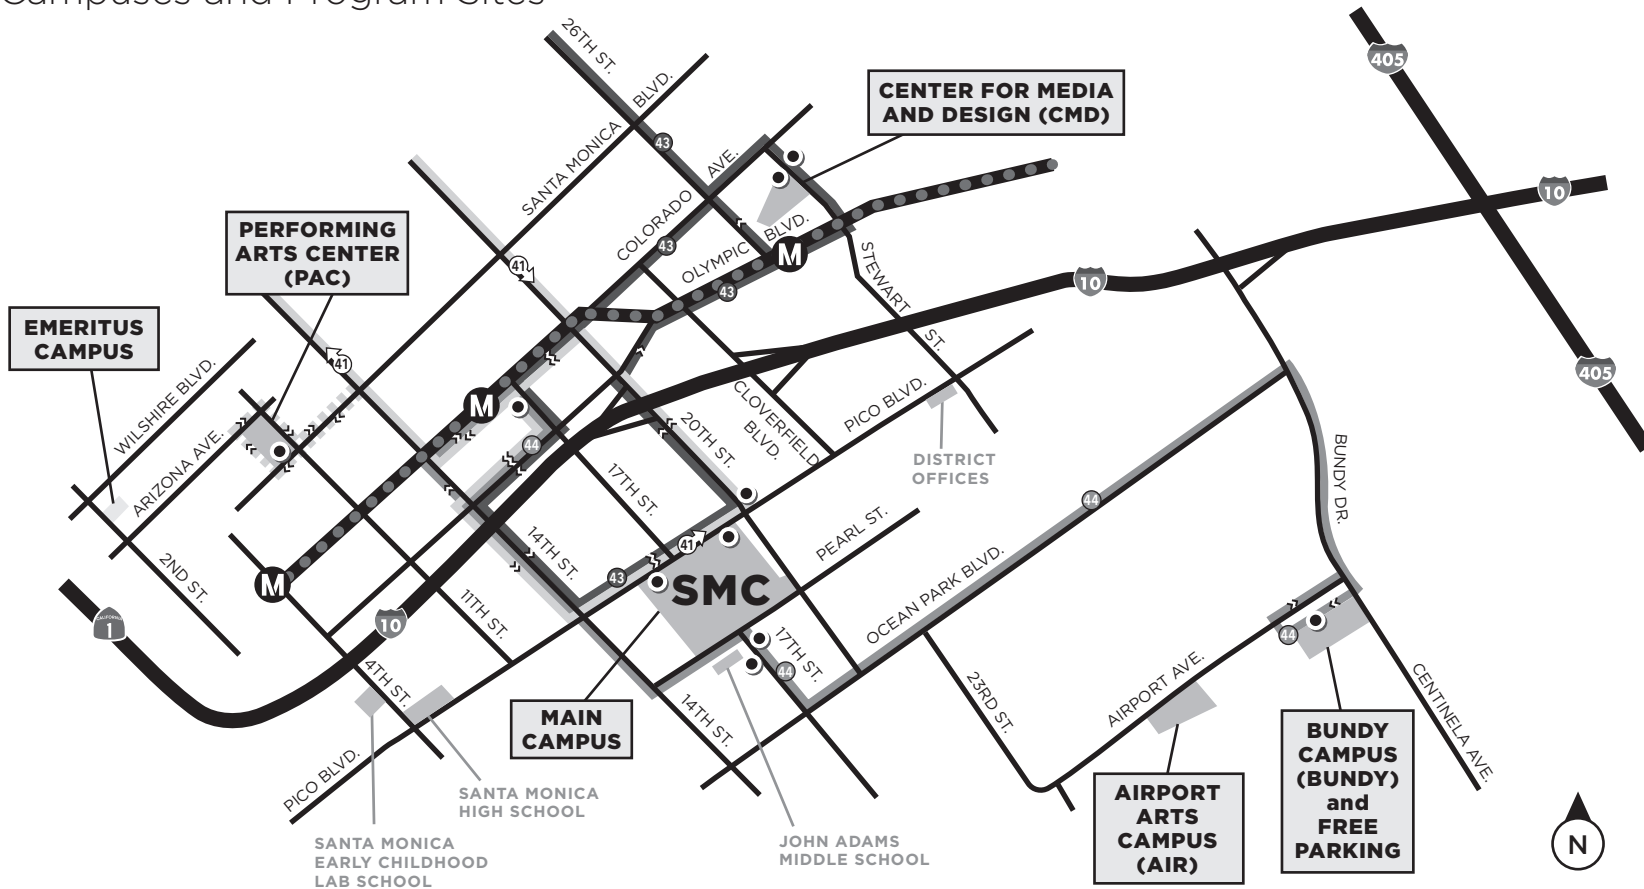 Campuses and Program Sites
26TH ST.
SANTA MONICA BLVD.
43
CENTER FOR MEDIA
AND DESIGN (CMD)
405
10
PERFORMING
ARTS CENTER
(PAC)
COLORADO AVE.
43
OLYMPIC BLVD.
43
M
STEWART ST.
41
10
EMERITUS
CAMPUS
WILSHIRE BLVD.
ARIZONA AVE.
41
M
44
20TH ST.
CLOVERFIELD
BLVD.
PICO BLVD.
DISTRICT
OFFICES
405
BUNDY DR.
17TH ST.
44
PEARL ST.
2ND ST.
M
14TH ST.
41
43
SMC
OCEAN PARK BLVD.
CALIFORNIA
1
10
11TH ST.
4TH ST.
17TH ST.
44
44
14TH ST.
23RD ST.
AIRPORT AVE.
CENTINELA AVE.
MAIN
CAMPUS
PICO BLVD.
SANTA MONICA
HIGH SCHOOL
SANTA MONICA
EARLY CHILDHOOD
LAB SCHOOL
JOHN ADAMS
MIDDLE SCHOOL
AIRPORT
ARTS
CAMPUS
(AIR)
BUNDY
CAMPUS
(BUNDY)
and
FREE
PARKING
N